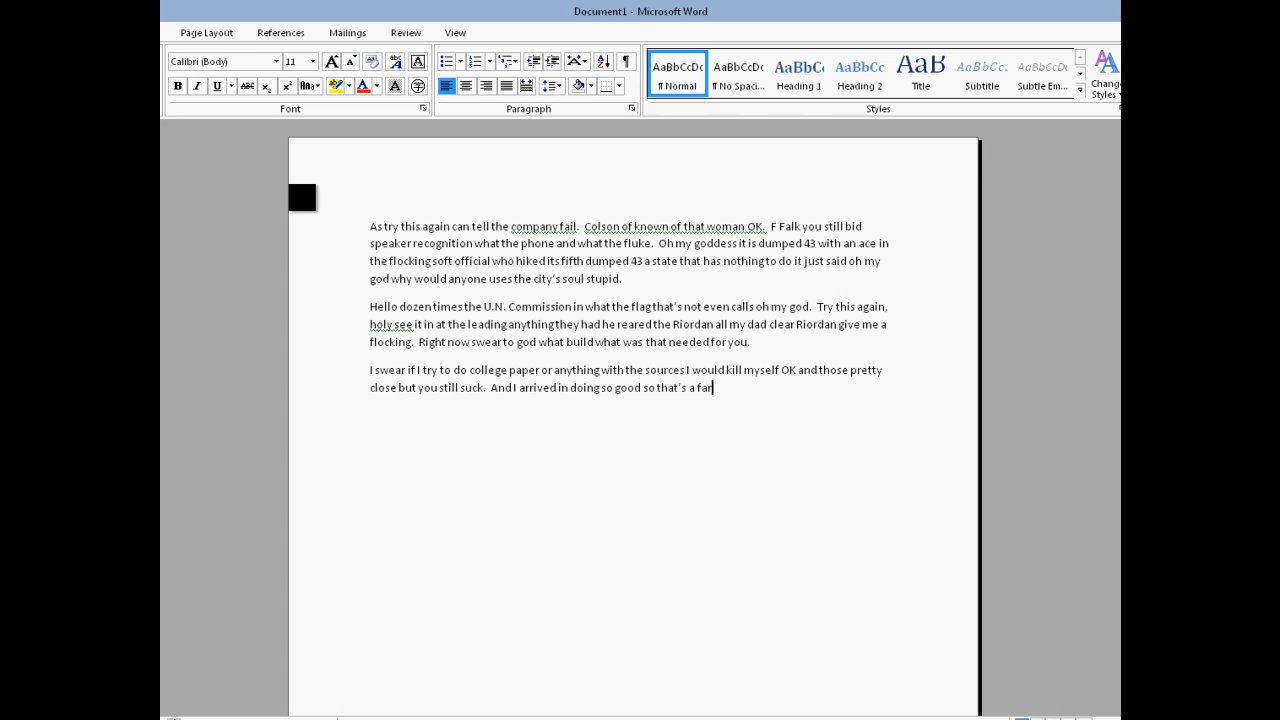 Document1 - Microsoft Word
Page Layout References Mailings Review View
Calibri (Body) 11
AaBbCcDc AaBbCcDc AaBbC AaBbCc AaB AaBbCc. AaBbCcDc
B I U ABC x₂ x² Aa A
¶ Normal ¶ No Spaci... Heading 1 Heading 2 Title Subtitle Subtle Em... Change Styles
Font Paragraph Styles
As try this again can tell the company fail. Colson of known of that woman OK. F Falk you still bid
speaker recognition what the phone and what the fluke. Oh my goddess it is dumped 43 with an ace in
the flocking soft official who hiked its fifth dumped 43 a state that has nothing to do it just said oh my
god why would anyone uses the city's soul stupid.
Hello dozen times the U.N. Commission in what the flag that's not even calls oh my god. Try this again,
holy see it in at the leading anything they had he reared the Riordan all my dad clear Riordan give me a
flocking. Right now swear to god what build what was that needed for you.
I swear if I try to do college paper or anything with the sources I would kill myself OK and those pretty
close but you still suck. And I arrived in doing so good so that's a far